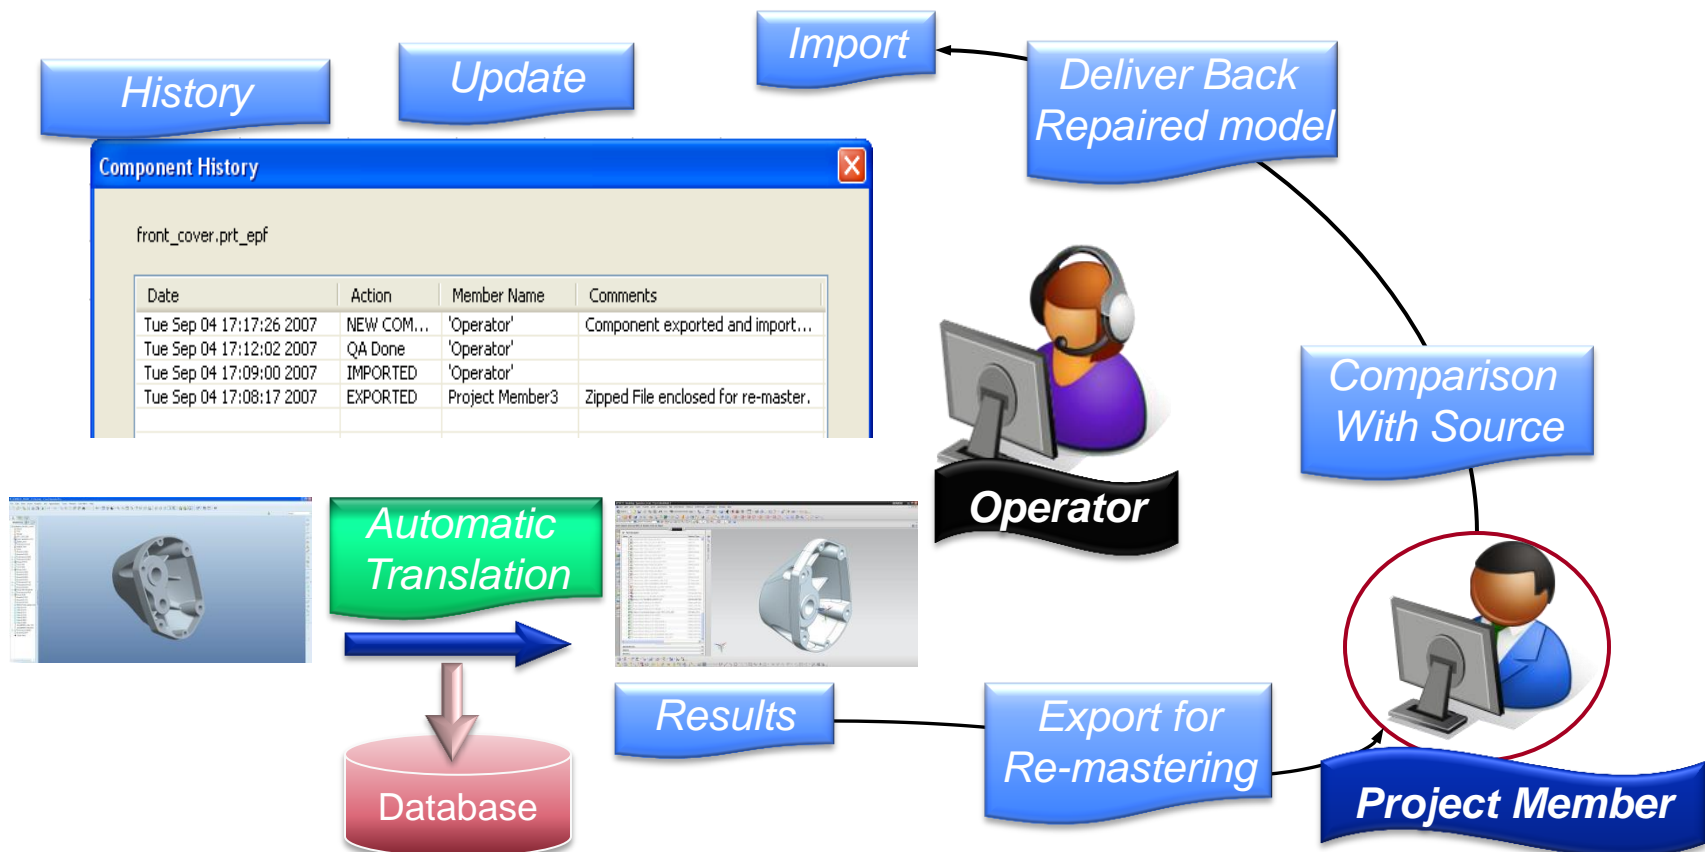 History
Update
Import
Deliver Back
Repaired model
Component History
front_cover.prt_epf
Date Action Member Name Comments
Tue Sep 04 17:17:26 2007 NEW COM... 'Operator' Component exported and import...
Tue Sep 04 17:12:02 2007 QA Done 'Operator'
Tue Sep 04 17:09:00 2007 IMPORTED 'Operator'
Tue Sep 04 17:08:17 2007 EXPORTED Project Member3 Zipped File enclosed for re-master.
Comparison
With Source
Operator
Automatic
Translation
Results
Export for
Re-mastering
Project Member
Database